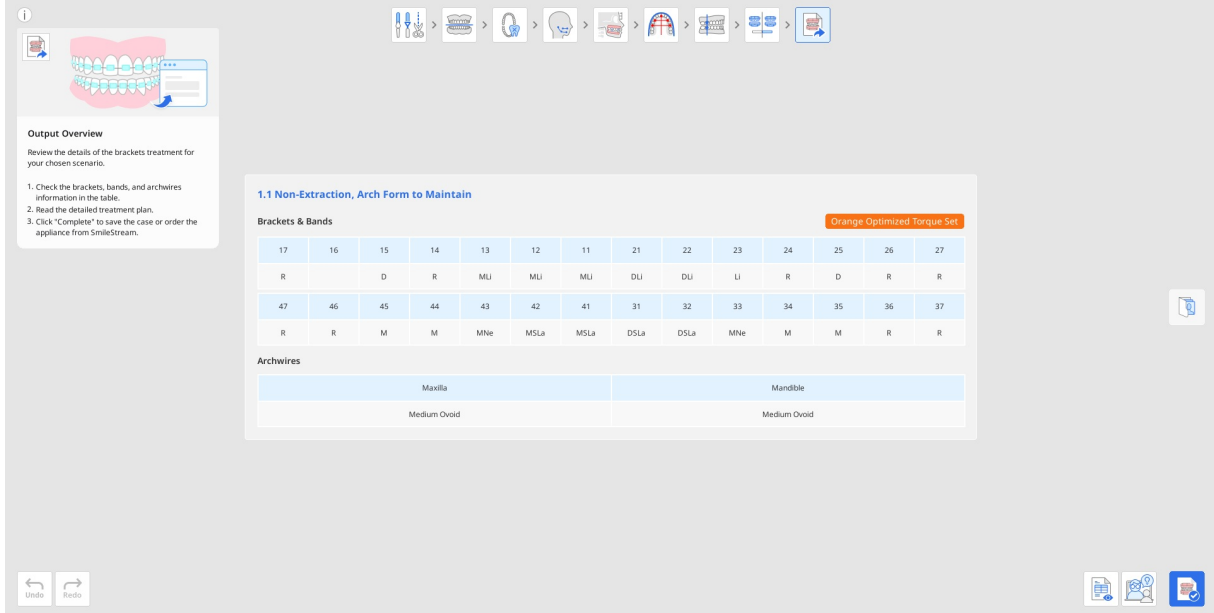 Output Overview
Review the details of the brackets treatment for
your chosen scenario.
1. Check the brackets, bands, and archwires
information in the table.
2. Read the detailed treatment plan.
3. Click "Complete" to save the case or order the
appliance from SmileStream.
1.1 Non-Extraction, Arch Form to Maintain
Brackets & Bands Orange Optimized Torque Set
17 16 15 14 13 12 11 21 22 23 24 25 26 27
R D R MLi MLi MLi DLi DLi Li R D R R
47 46 45 44 43 42 41 31 32 33 34 35 36 37
R R M M MNe MSLa MSLa DSLa DSLa MNe M M R R
Archwires
Maxilla Mandible
Medium Ovoid Medium Ovoid
Undo Redo